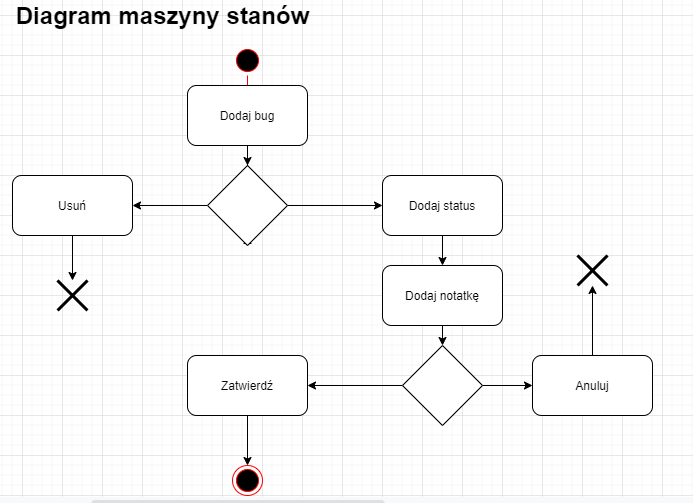 Diagram maszyny stanów
Dodaj bug
Usuń
Dodaj status
Dodaj notatkę
Zatwierdź
Anuluj